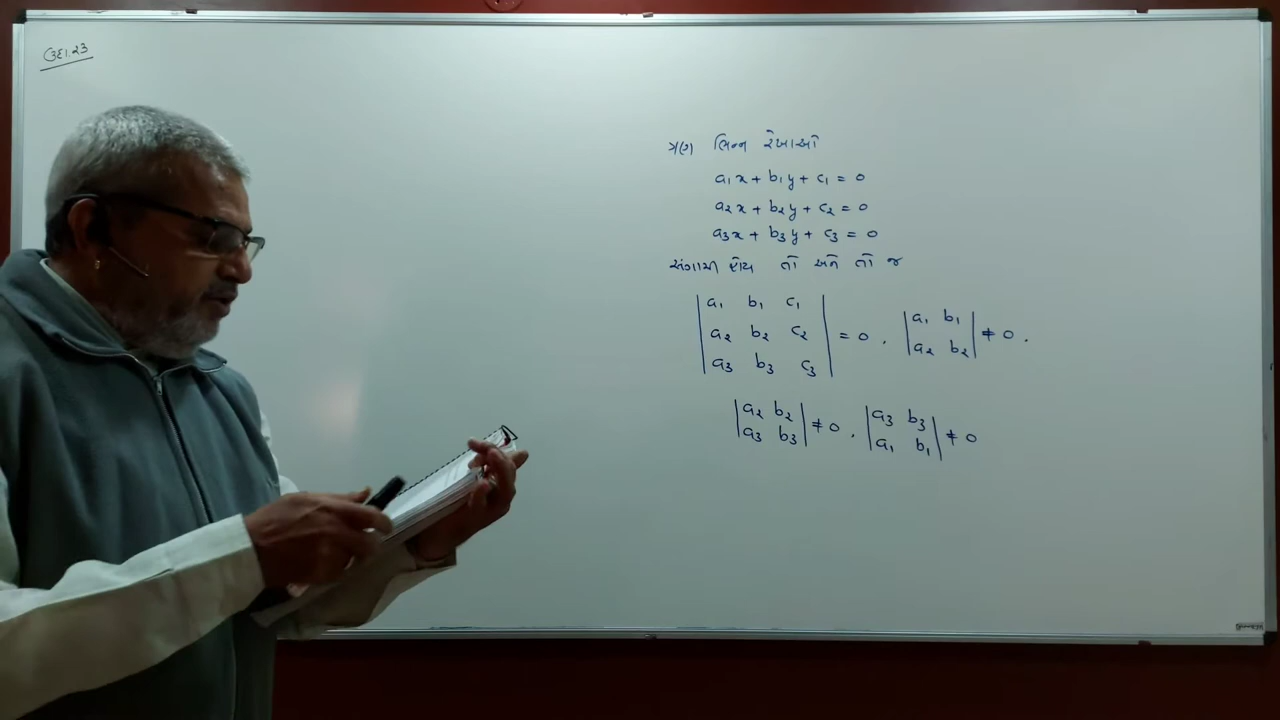 ઉદા.૨૩
ત્રણ ભિન્ન રેખાઓ
a₁x + b₁y + c₁ = 0
a₂x + b₂y + c₂ = 0
a₃x + b₃y + c₃ = 0
સંગામી હોય તો અને તો જ
| a₁ b₁ c₁ |
| a₂ b₂ c₂ | = 0 , | a₁ b₁ ; a₂ b₂ | ≠ 0 .
| a₃ b₃ c₃ |
| a₂ b₂ ; a₃ b₃ | ≠ 0 , | a₃ b₃ ; a₁ b₁ | ≠ 0